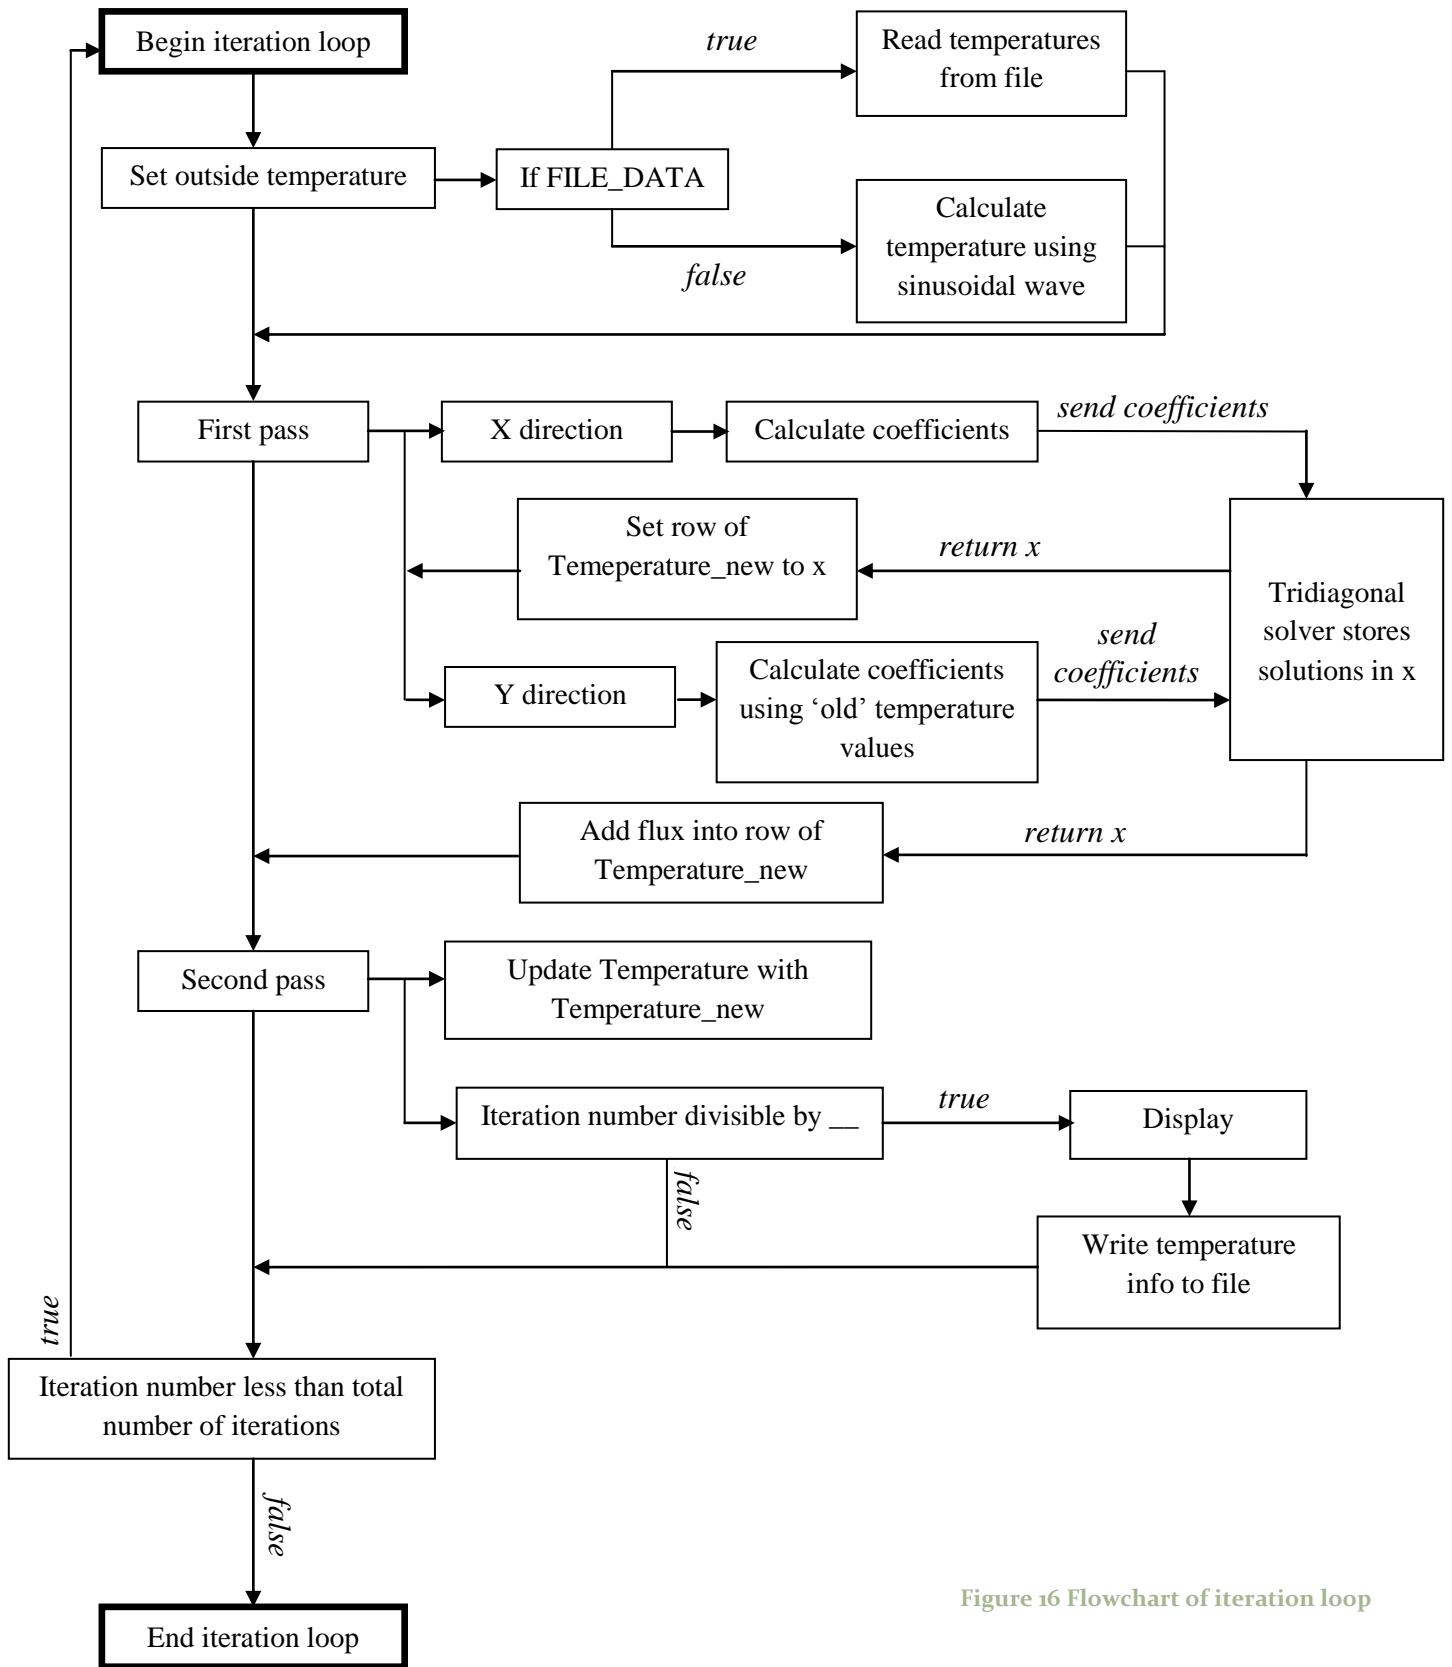 Begin iteration loop
true
Read temperatures
from file
Set outside temperature
If FILE_DATA
Calculate
temperature using
sinusoidal wave
false
First pass
X direction
Calculate coefficients
send coefficients
Set row of
Temeperature_new to x
return x
Tridiagonal
solver stores
solutions in x
Y direction
Calculate coefficients
using ‘old’ temperature
values
send
coefficients
Add flux into row of
Temperature_new
return x
Second pass
Update Temperature with
Temperature_new
Iteration number divisible by __
true
Display
false
Write temperature
info to file
true
Iteration number less than total
number of iterations
false
End iteration loop
Figure 16 Flowchart of iteration loop